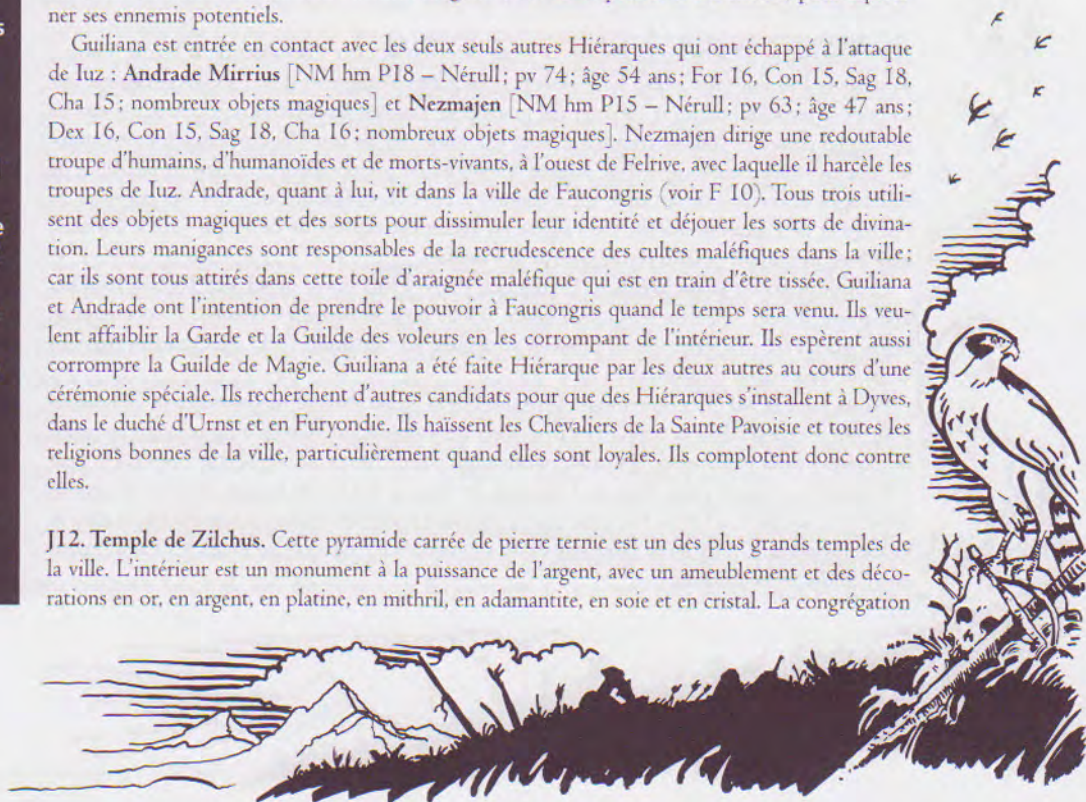 ner ses ennemis potentiels.
Guiliana est entrée en contact avec les deux seuls autres Hiérarques qui ont échappé à l'attaque
de Iuz : Andrade Mirrius [NM hm P18 – Nérull; pv 74; âge 54 ans; For 16, Con 15, Sag 18,
Cha 15; nombreux objets magiques] et Nezmajen [NM hm P15 – Nérull; pv 63; âge 47 ans;
Dex 16, Con 15, Sag 18, Cha 16; nombreux objets magiques]. Nezmajen dirige une redoutable
troupe d'humains, d'humanoïdes et de morts-vivants, à l'ouest de Felrive, avec laquelle il harcèle les
troupes de Iuz. Andrade, quant à lui, vit dans la ville de Faucongris (voir F 10). Tous trois utili-
sent des objets magiques et des sorts pour dissimuler leur identité et déjouer les sorts de divina-
tion. Leurs manigances sont responsables de la recrudescence des cultes maléfiques dans la ville;
car ils sont tous attirés dans cette toile d'araignée maléfique qui est en train d'être tissée. Guiliana
et Andrade ont l'intention de prendre le pouvoir à Faucongris quand le temps sera venu. Ils veu-
lent affaiblir la Garde et la Guilde des voleurs en les corrompant de l'intérieur. Ils espèrent aussi
corrompre la Guilde de Magie. Guiliana a été faite Hiérarque par les deux autres au cours d'une
cérémonie spéciale. Ils recherchent d'autres candidats pour que des Hiérarques s'installent à Dyves,
dans le duché d'Urnst et en Furyondie. Ils haïssent les Chevaliers de la Sainte Pavoisie et toutes les
religions bonnes de la ville, particulièrement quand elles sont loyales. Ils complotent donc contre
elles.
J12. Temple de Zilchus. Cette pyramide carrée de pierre ternie est un des plus grands temples de
la ville. L'intérieur est un monument à la puissance de l'argent, avec un ameublement et des déco-
rations en or, en argent, en platine, en mithril, en adamantite, en soie et en cristal. La congrégation